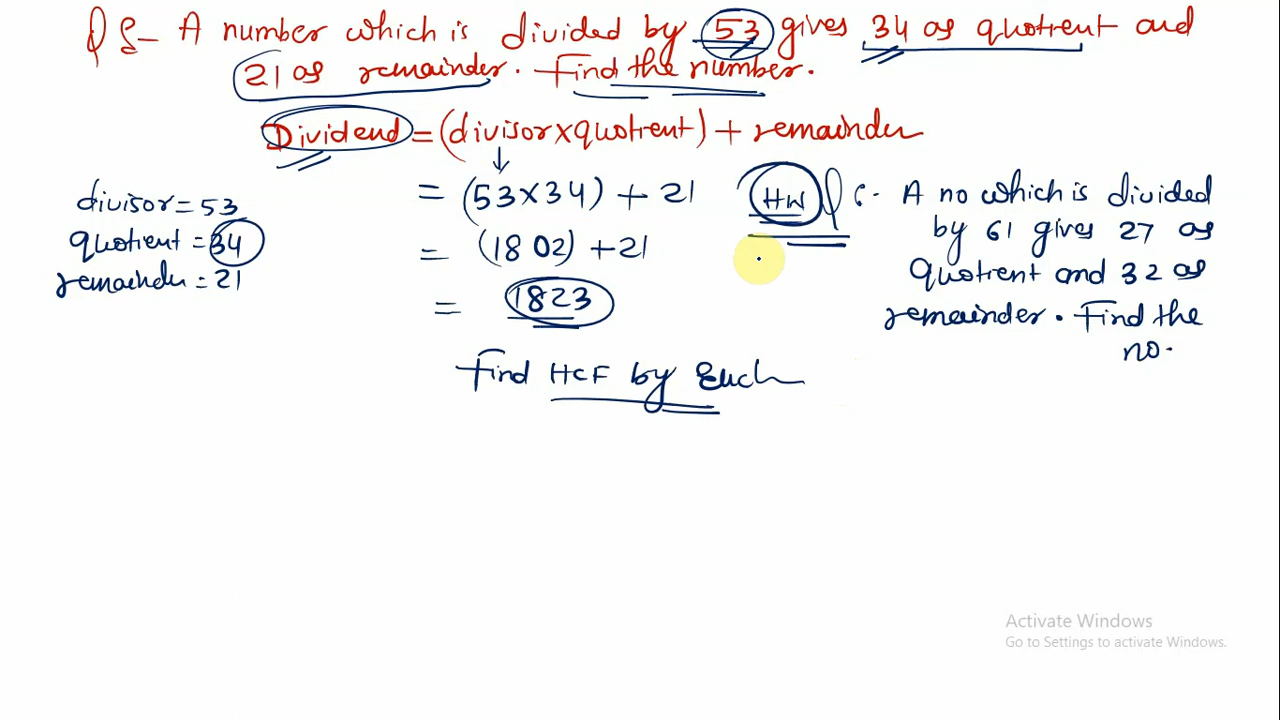 Q5- A number which is divided by 53 gives 34 as quotient and
21 as remainder. Find the number.
Dividend = (divisor x quotient) + remainder
divisor = 53
quotient = 34
remainder = 21
= (53 x 34) + 21
= (1802) + 21
= 1823
HW Q6- A no which is divided
by 61 gives 27 as
quotient and 32 as
remainder. Find the
no.
Find HCF by Eucl
Activate Windows
Go to Settings to activate Windows.